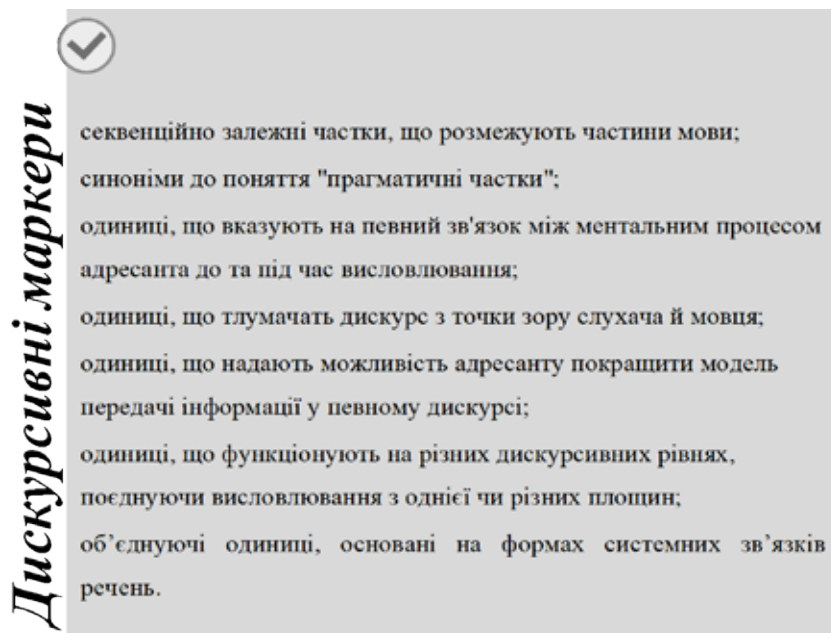 Дискурсивні маркери
секвенційно залежні частки, що розмежують частини мови;
синоніми до поняття "прагматичні частки";
одиниці, що вказують на певний зв'язок між ментальним процесом
адресанта до та під час висловлювання;
одиниці, що тлумачать дискурс з точки зору слухача й мовця;
одиниці, що надають можливість адресанту покращити модель
передачі інформації у певному дискурсі;
одиниці, що функціонують на різних дискурсивних рівнях,
поєднуючи висловлювання з однієї чи різних площин;
об’єднуючі одиниці, основані на формах системних зв’язків
речень.